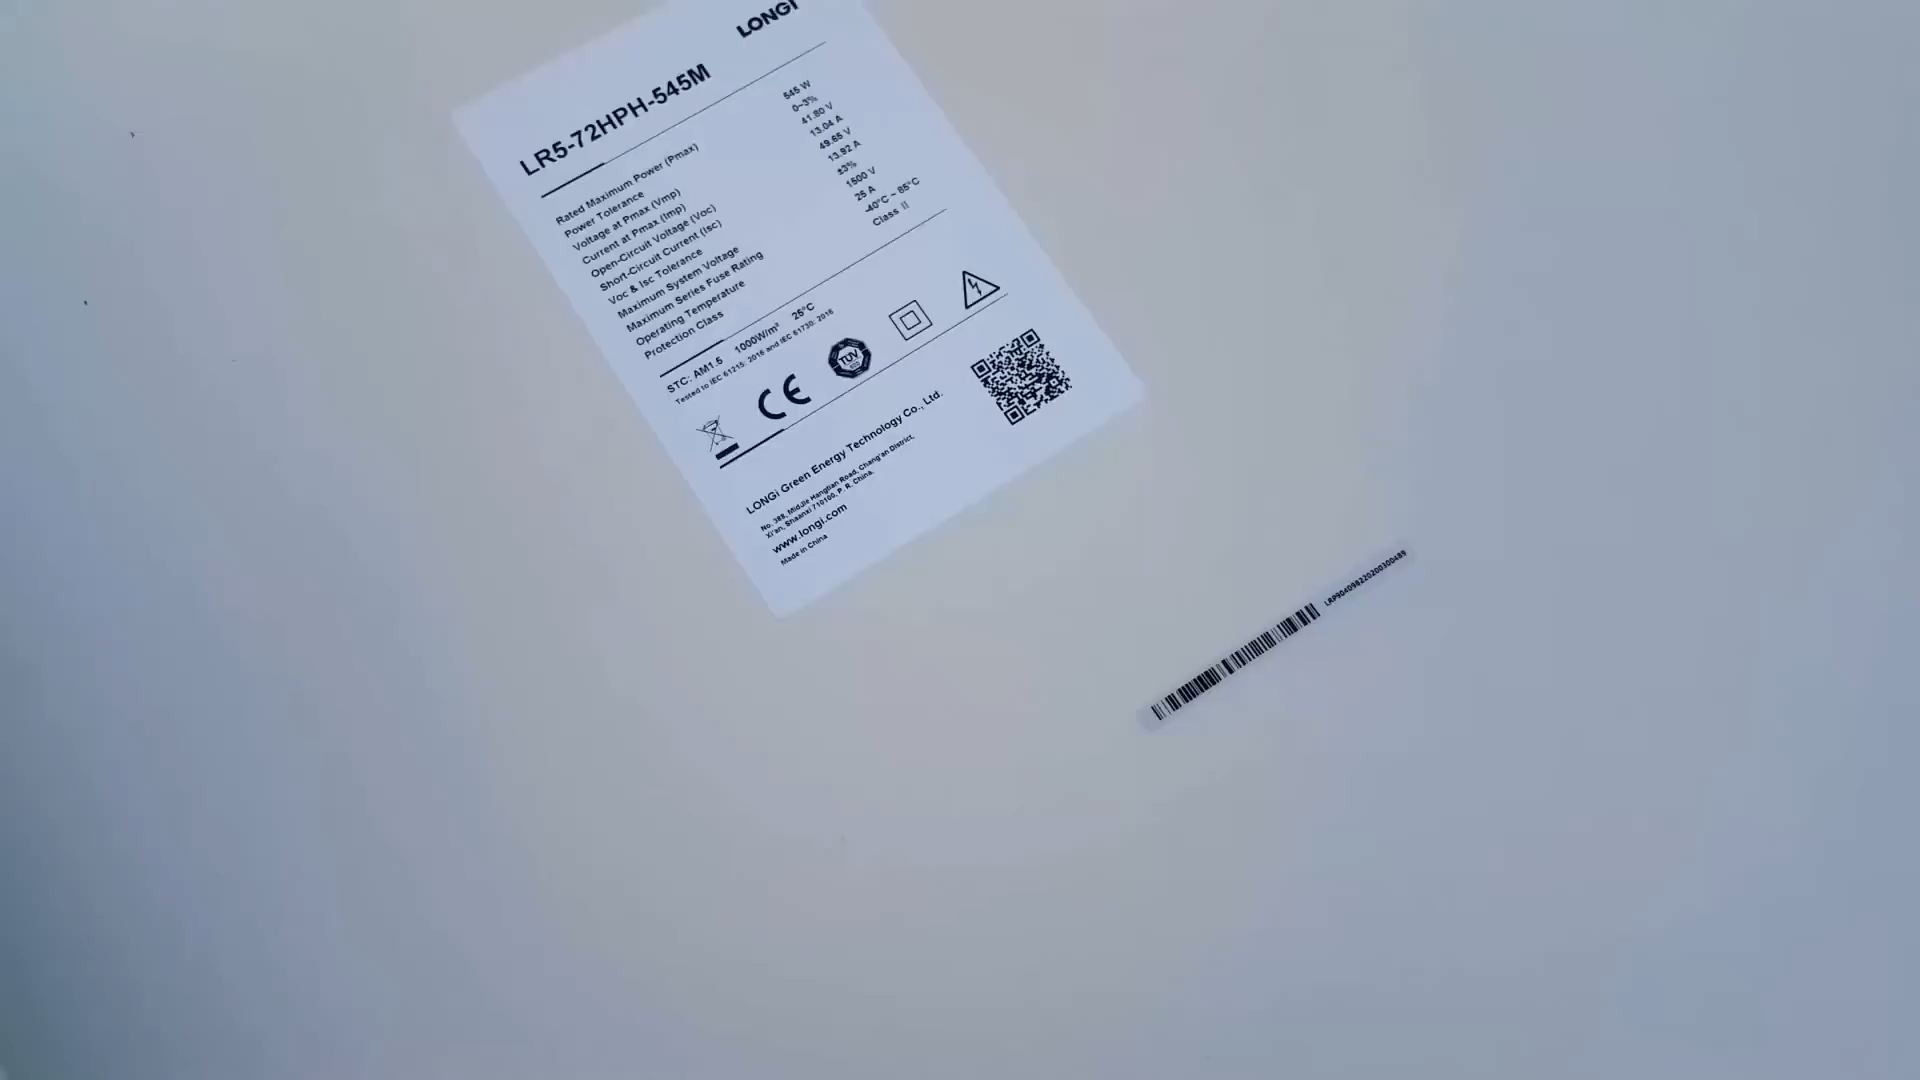 LONGi
LR5-72HPH-545M
Rated Maximum Power (Pmax) 545 W
Power Tolerance 0~3%
Voltage at Pmax (Vmp) 41.80 V
Current at Pmax (Imp) 13.04 A
Open-Circuit Voltage (Voc) 49.65 V
Short-Circuit Current (Isc) 13.92 A
Voc & Isc Tolerance ±3%
Maximum System Voltage 1500 V
Maximum Series Fuse Rating 25 A
Operating Temperature -40°C ~ 85°C
Protection Class Class II
STC: AM1.5 1000W/m² 25°C
Tested to IEC 61215: 2016 and IEC 61730: 2016
CE
TÜV
LONGi Green Energy Technology Co., Ltd.
No. 388, MidJie Hangtian Road, Chang'an District,
Xi'an, Shaanxi 710100, P. R. China.
www.longi.com
Made in China
LRP904098220200300489